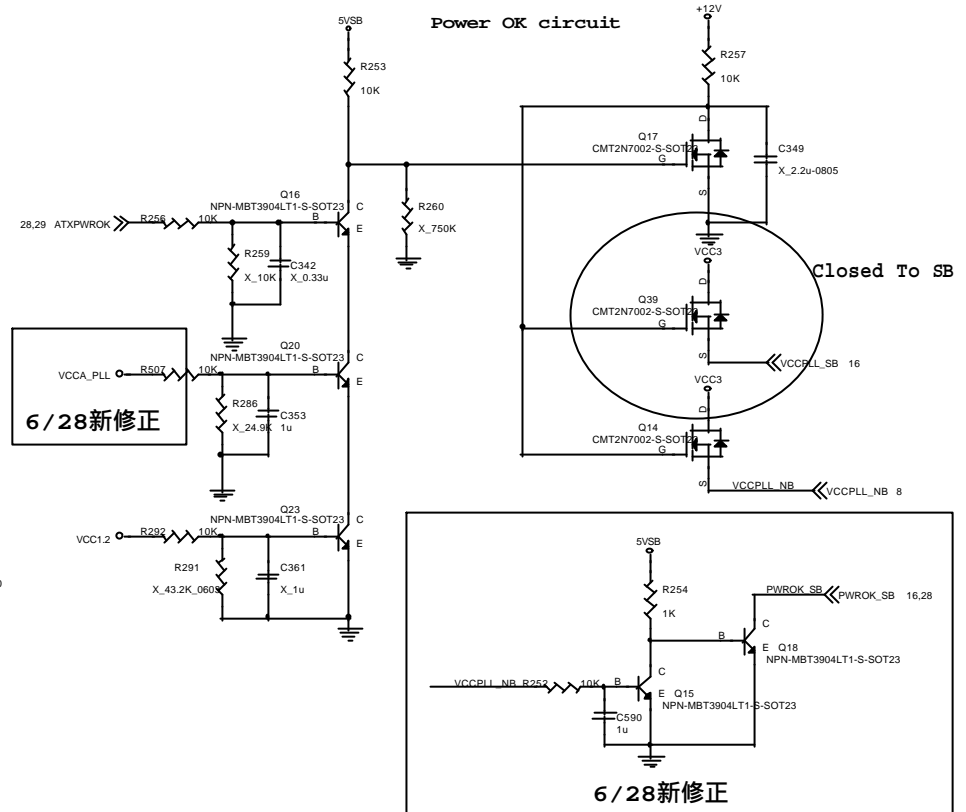 Power OK circuit
5VSB
R253
10K
+12V
R257
10K
Q17
CMT2N7002-S-SOT23
D
G
S
C349
X_2.2u-0805
28,29 ATXPWROK
R256
10K
Q16
NPN-MBT3904LT1-S-SOT23
B
C
E
R259
X_10K
C342
X_0.33u
R260
X_750K
VCC3
Closed To SB
Q39
CMT2N7002-S-SOT23
D
G
S
VCCPLL_SB 16
VCCA_PLL
R507
10K
6/28新修正
Q20
NPN-MBT3904LT1-S-SOT23
B
C
E
R286
X_24.9K
C353
1u
VCC3
Q14
CMT2N7002-S-SOT23
D
G
S
VCCPLL_NB
VCCPLL_NB 8
VCC1.2
R292
10K
Q23
NPN-MBT3904LT1-S-SOT23
B
C
E
R291
X_43.2K_0603
C361
X_1u
5VSB
R254
1K
PWROK_SB
PWROK_SB 16,28
B
C
E Q18
NPN-MBT3904LT1-S-SOT23
VCCPLL_NB R252
10K
B
C
E Q15
NPN-MBT3904LT1-S-SOT23
C590
1u
6/28新修正